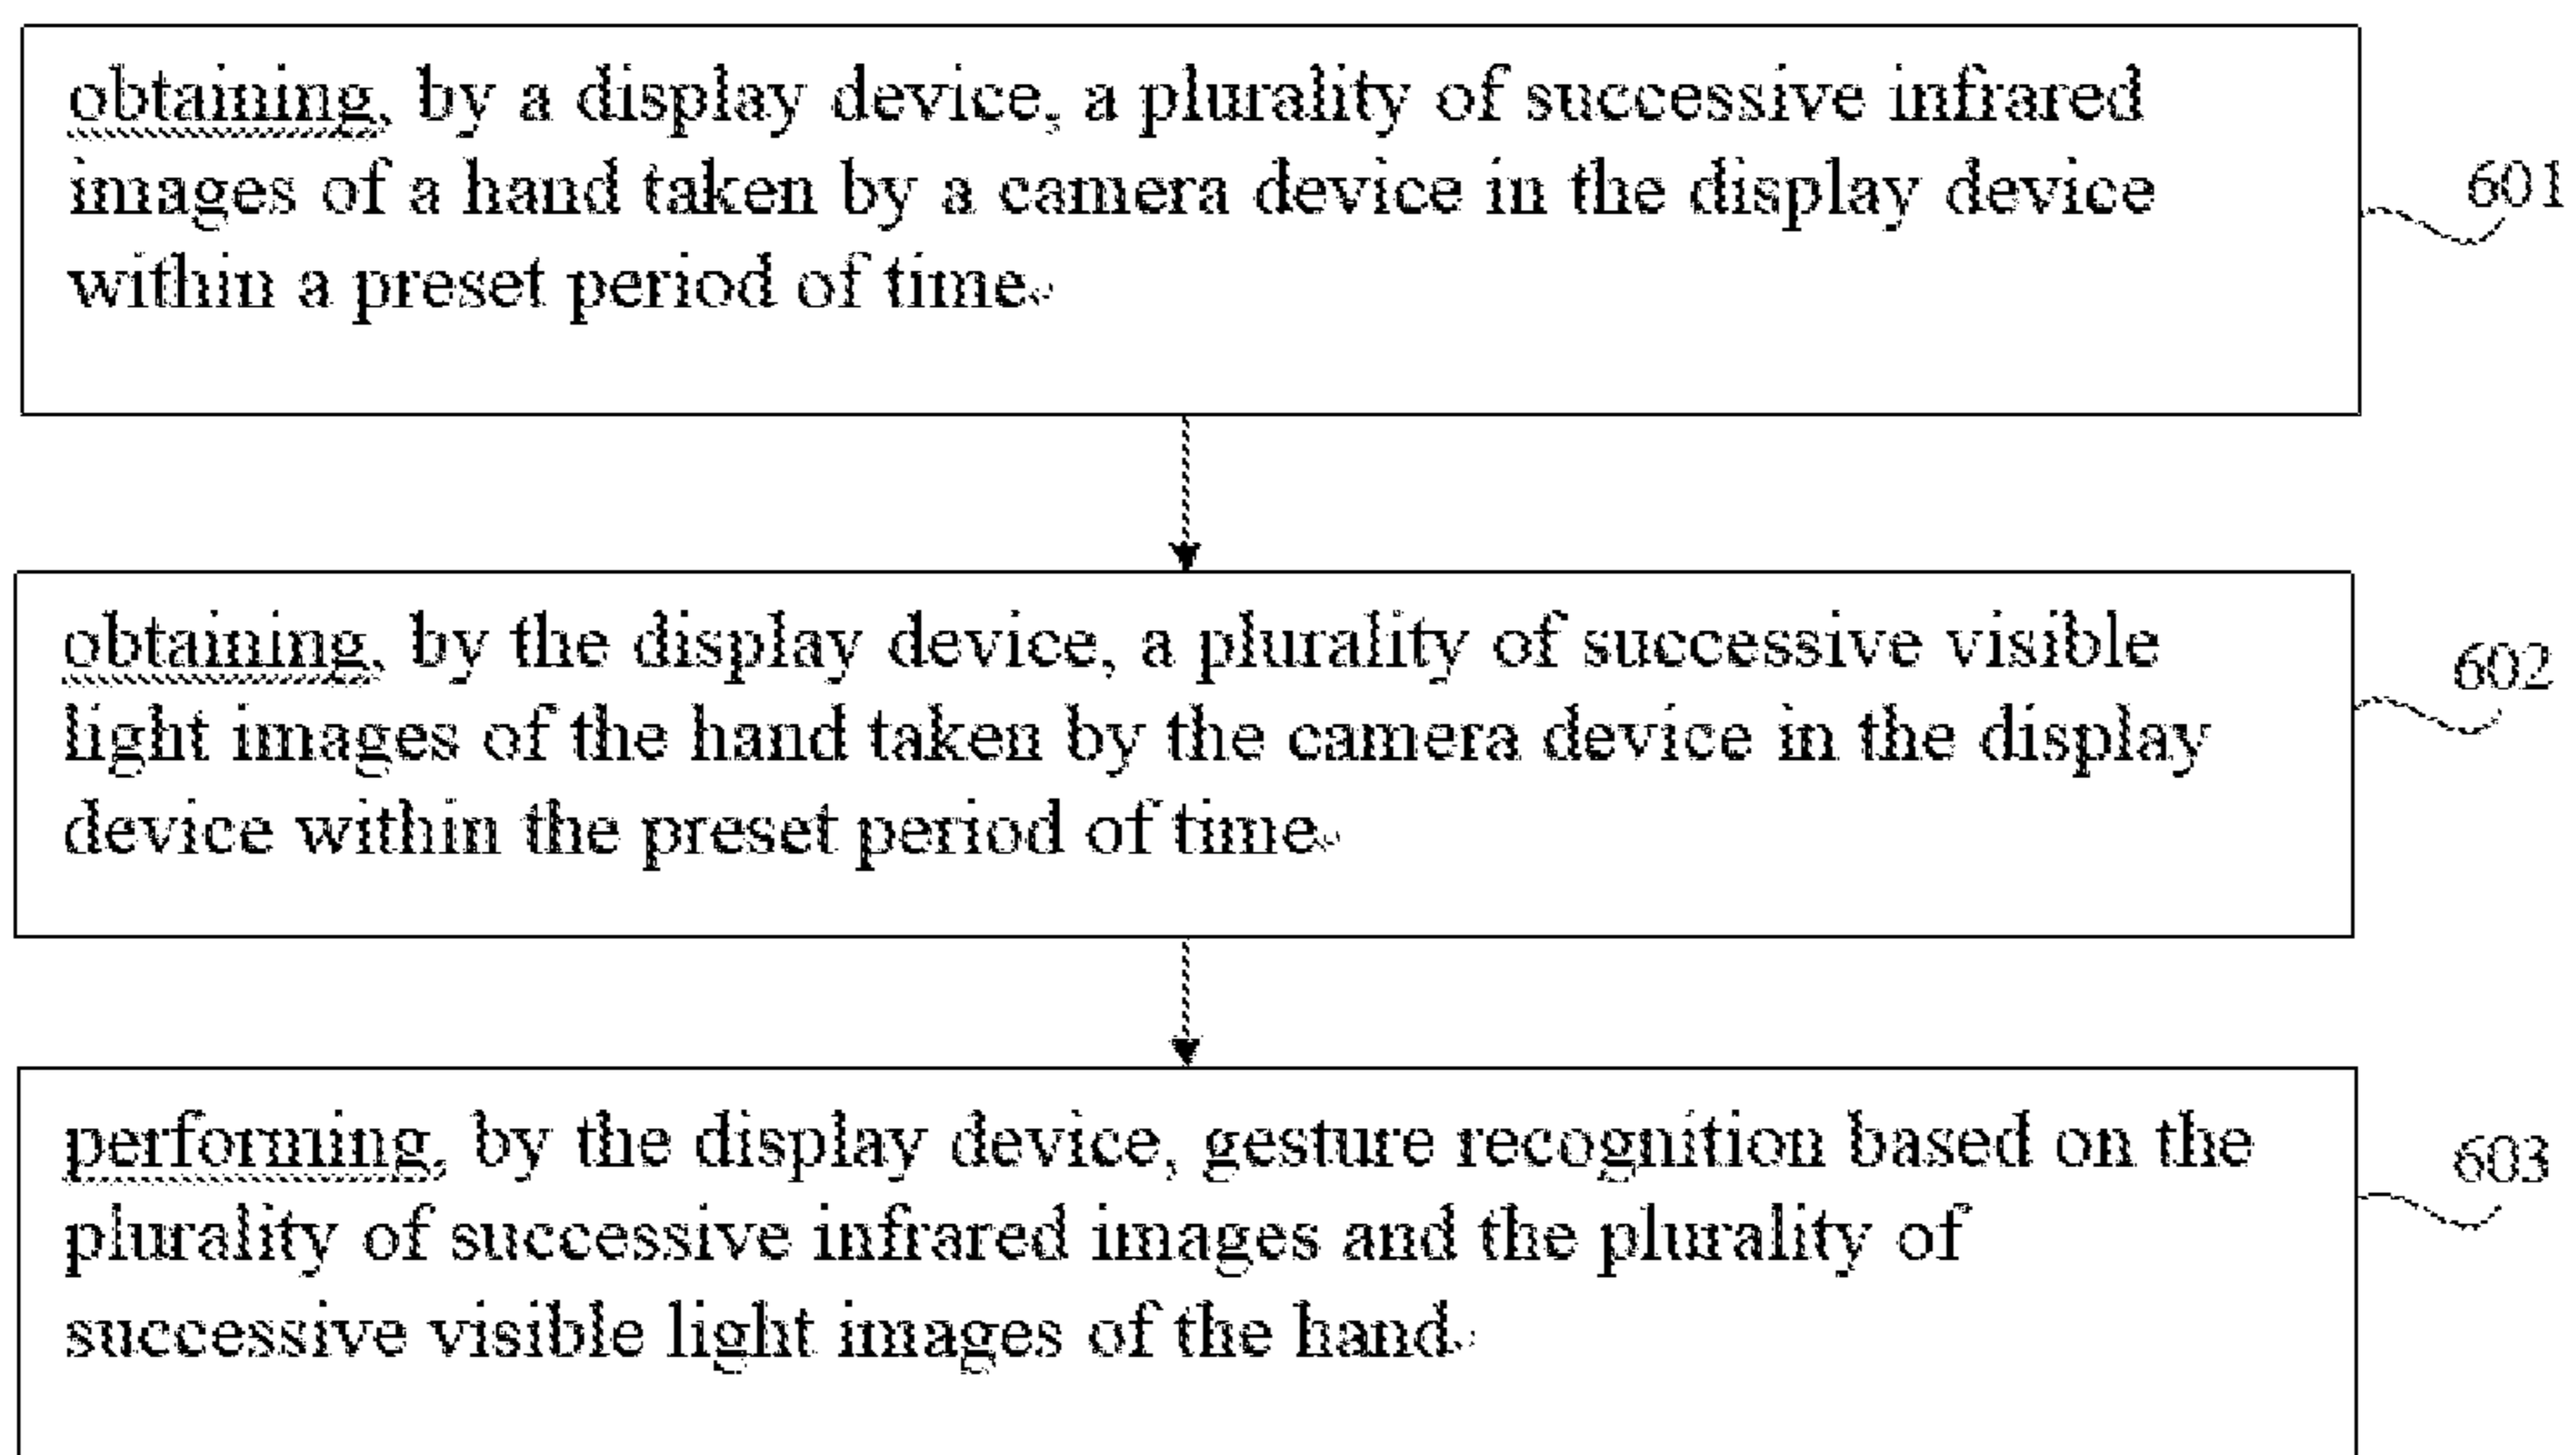 obtaining, by a display device, a plurality of successive infrared
images of a hand taken by a camera device in the display device
within a preset period of time
601
obtaining, by the display device, a plurality of successive visible
light images of the hand taken by the camera device in the display
device within the preset period of time
602
performing, by the display device, gesture recognition based on the
plurality of successive infrared images and the plurality of
successive visible light images of the hand
603